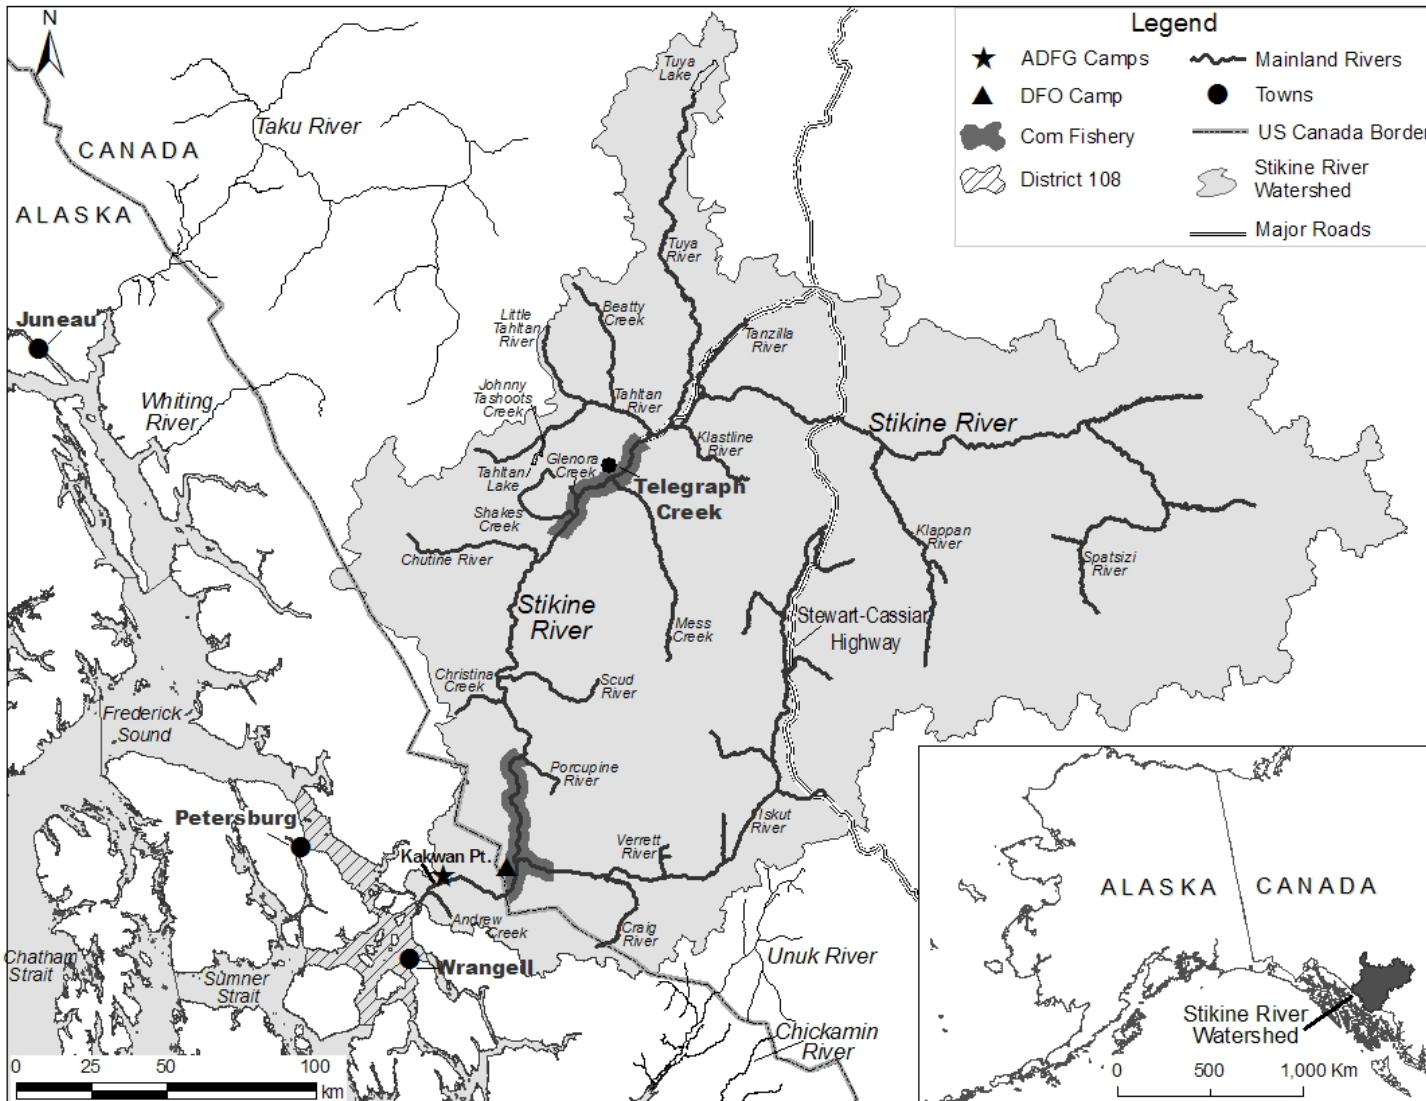 N
Legend
ADFG Camps
Mainland Rivers
DFO Camp
Towns
Com Fishery
US Canada Border
District 108
Stikine River
Watershed
Major Roads
Tuya
Lake
Taku River
CANADA
ALASKA
Tuya
River
Juneau
Little
Tahltan
River
Beatty
Creek
Tanzilla
River
Johnny
Tashoots
Creek
Tahltan
River
Whiting
River
Stikine River
Klastline
River
Glenora
Creek
Tahltan
Lake
Telegraph
Creek
Shakes
Creek
Chutine River
Klappan
River
Spatsizi
River
Stikine
River
Mess
Creek
Stewart-Cassiar
Highway
Christina
Creek
Scud
River
Frederick
Sound
Porcupine
River
Petersburg
Iskut
River
Verrett
River
Kakwan Pt.
Andrew
Creek
Craig
River
Chatham
Strait
Sumner
Strait
Wrangell
Unuk River
Chickamin
River
0 25 50 100
km
ALASKA CANADA
Stikine River
Watershed
0 500 1,000 Km